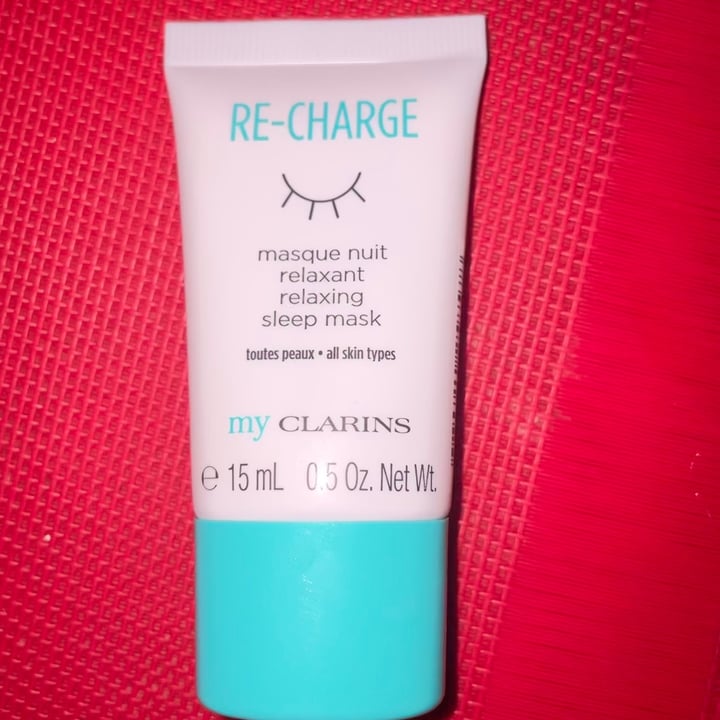 RE-CHARGE
masque nuit
relaxant
relaxing
sleep mask
toutes peaux • all skin types
my CLARINS
℮ 15 mL 0.5 Oz. Net Wt.